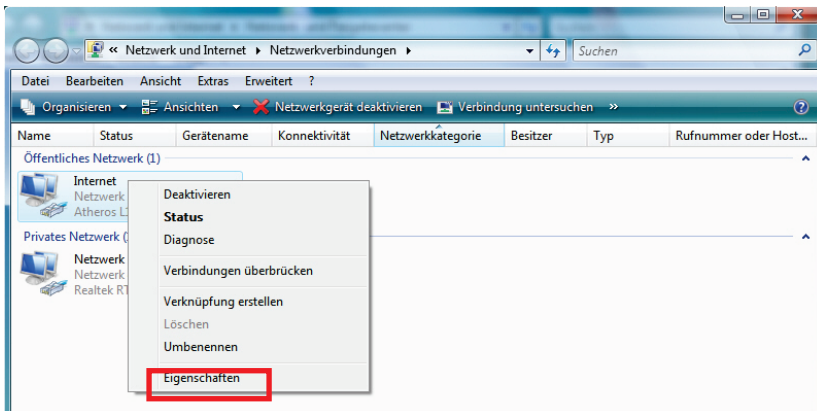 « Netzwerk und Internet ▸ Netzwerkverbindungen ▸ Suchen
Datei Bearbeiten Ansicht Extras Erweitert ?
Organisieren Ansichten Netzwerkgerät deaktivieren Verbindung untersuchen »
Name Status Gerätename Konnektivität Netzwerkkategorie Besitzer Typ Rufnummer oder Host...
Öffentliches Netzwerk (1)
Internet
Netzwerk
Atheros
Deaktivieren
Status
Diagnose
Verbindungen überbrücken
Verknüpfung erstellen
Löschen
Umbenennen
Eigenschaften
Privates Netzwerk
Netzwerk
Netzwerk
Realtek